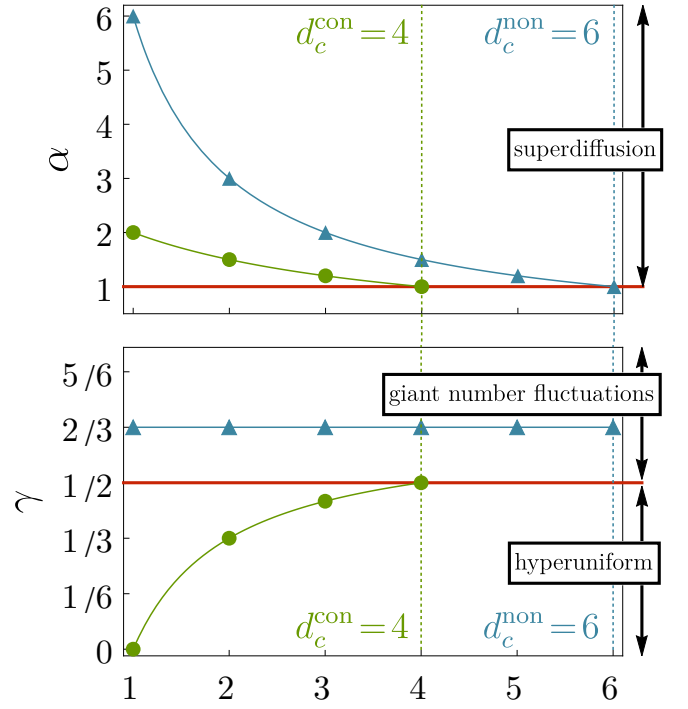 6
d_c^con = 4
d_c^non = 6
5
4
superdiffusion
α
3
2
1
5/6
giant number fluctuations
2/3
1/2
γ
1/3
hyperuniform
1/6
d_c^con = 4
d_c^non = 6
0
1 2 3 4 5 6